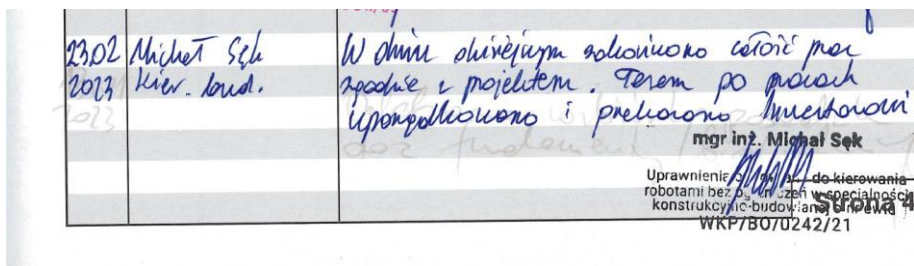 23.02 Michał Sęk W dniu dzisiejszym zakończono całość prac
2023 Kier. bud. zgodnie z projektem. Teren po pracach
uporządkowano i przekazano Inwestorowi
mgr inż. Michał Sęk
Uprawnienia do kierowania
robotami bez ograniczeń w specjalności
konstrukcyjno-budowlanej o nr ewid
Strona 4
WKP/BO/0242/21